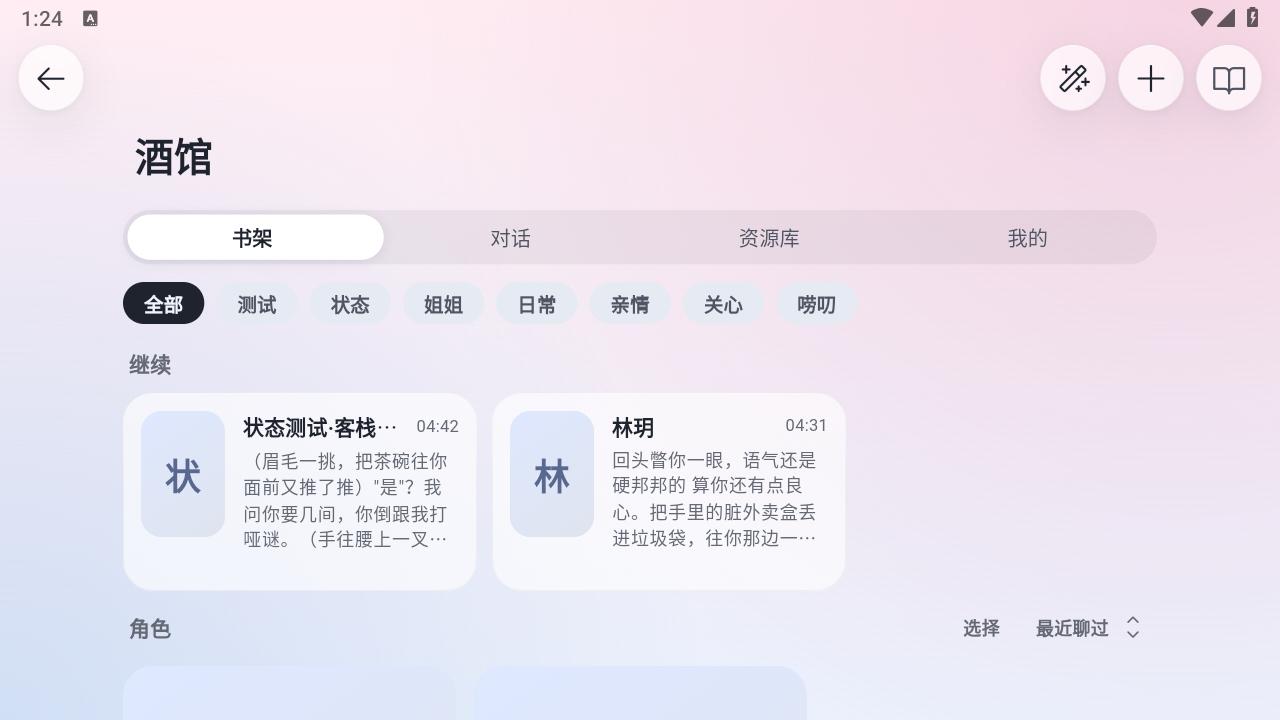 1:24
A
酒馆
书架
对话
资源库
我的
全部
测试
状态
姐姐
日常
亲情
关心
唠叨
继续
状
状态测试·客栈… 04:42
（眉毛一挑，把茶碗往你
面前又推了推）"是"？我
问你要几间，你倒跟我打
哑谜。（手往腰上一叉…
林
林玥 04:31
回头瞥你一眼，语气还是
硬邦邦的 算你还有点良
心。把手里的脏外卖盒丢
进垃圾袋，往你那边一…
角色
选择
最近聊过